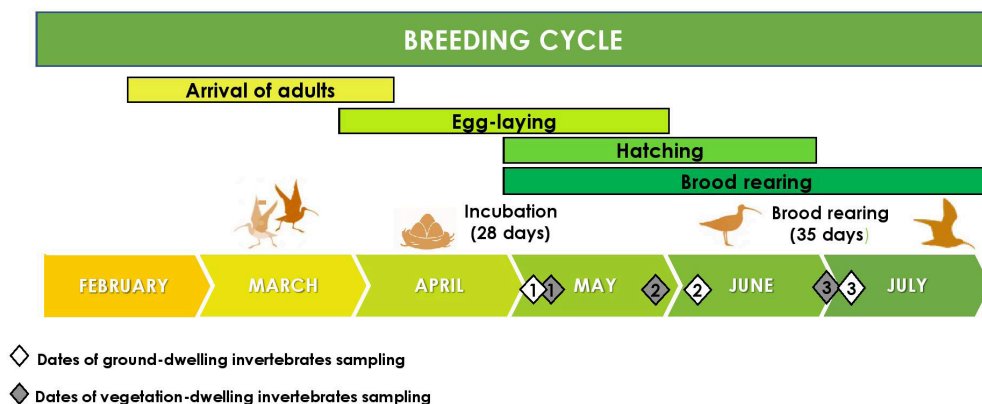 BREEDING CYCLE
Arrival of adults
Egg-laying
Hatching
Brood rearing
Incubation
(28 days)
Brood rearing
(35 days)
FEBRUARY MARCH APRIL 1 1 MAY 2 2 JUNE 3 3 JULY
Dates of ground-dwelling invertebrates sampling
Dates of vegetation-dwelling invertebrates sampling